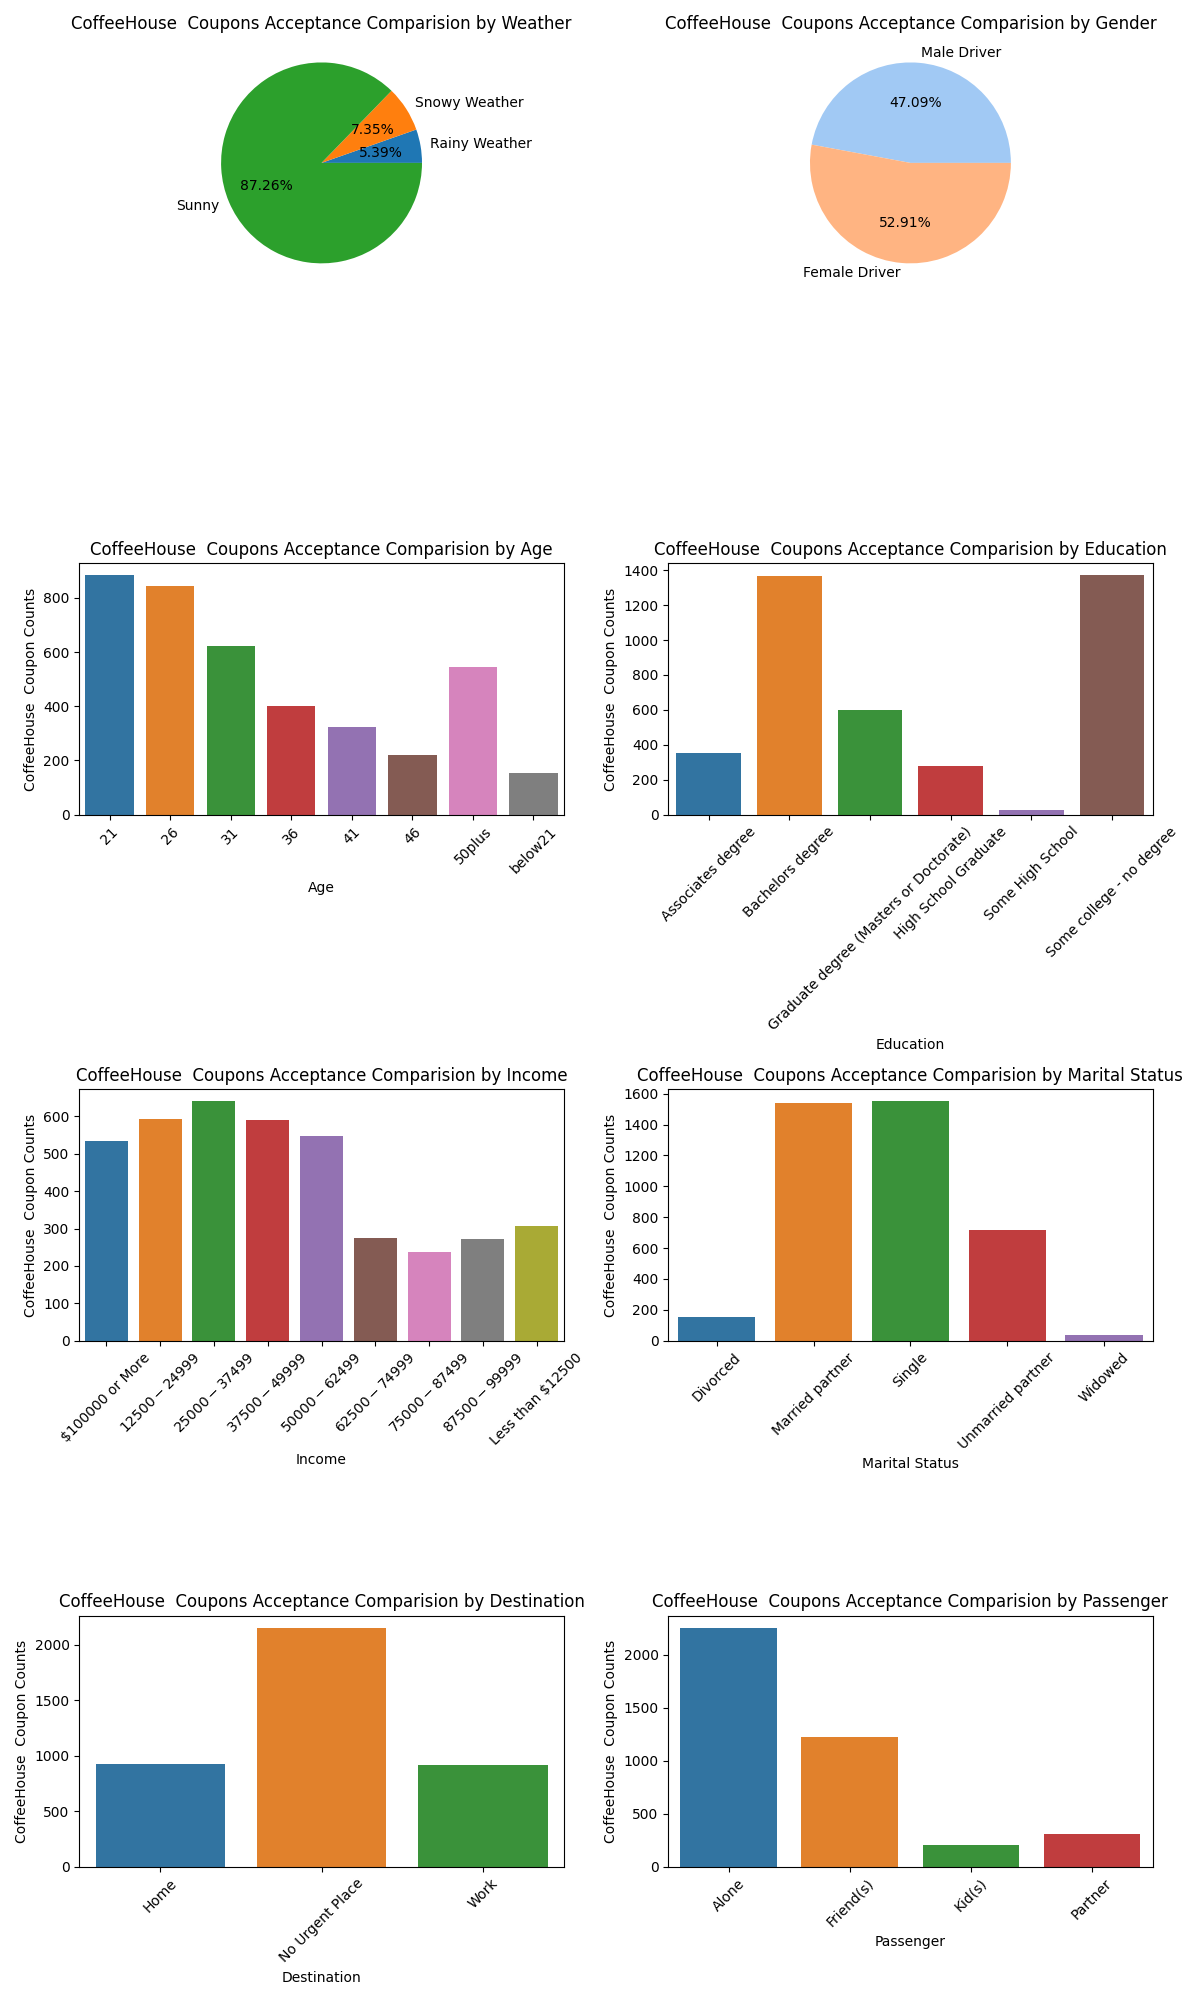 CoffeeHouse  Coupons Acceptance Comparision by Weather
Snowy Weather
7.35%
Rainy Weather
5.39%
87.26%
Sunny
CoffeeHouse  Coupons Acceptance Comparision by Gender
Male Driver
47.09%
52.91%
Female Driver
CoffeeHouse  Coupons Acceptance Comparision by Age
CoffeeHouse  Coupon Counts
800
600
400
200
0
21
26
31
36
41
46
50plus
below21
Age
CoffeeHouse  Coupons Acceptance Comparision by Education
CoffeeHouse  Coupon Counts
1400
1200
1000
800
600
400
200
0
Associates degree
Bachelors degree
Graduate degree (Masters or Doctorate)
High School Graduate
Some High School
Some college - no degree
Education
CoffeeHouse  Coupons Acceptance Comparision by Income
CoffeeHouse  Coupon Counts
600
500
400
300
200
100
0
$100000 or More
12500 − 24999
25000 − 37499
37500 − 49999
50000 − 62499
62500 − 74999
75000 − 87499
87500 − 99999
Less than $12500
Income
CoffeeHouse  Coupons Acceptance Comparision by Marital Status
CoffeeHouse  Coupon Counts
1600
1400
1200
1000
800
600
400
200
0
Divorced
Married partner
Single
Unmarried partner
Widowed
Marital Status
CoffeeHouse  Coupons Acceptance Comparision by Destination
CoffeeHouse  Coupon Counts
2000
1500
1000
500
0
Home
No Urgent Place
Work
Destination
CoffeeHouse  Coupons Acceptance Comparision by Passenger
CoffeeHouse  Coupon Counts
2000
1500
1000
500
0
Alone
Friend(s)
Kid(s)
Partner
Passenger